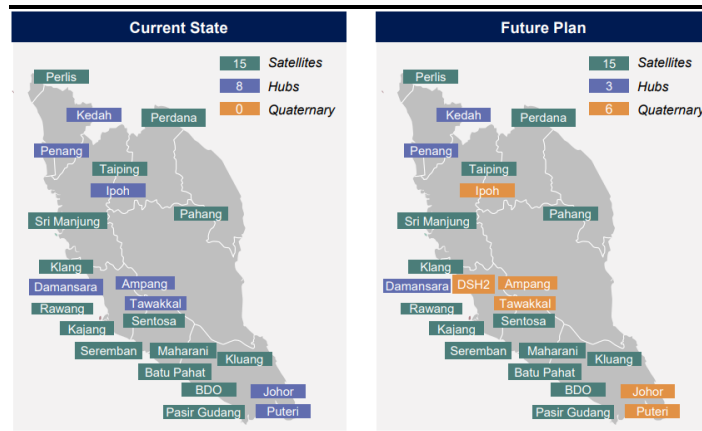 Current State
15 Satellites
8 Hubs
0 Quaternary
Perlis
Kedah
Perdana
Penang
Taiping
Ipoh
Pahang
Sri Manjung
Klang
Damansara
Ampang
Rawang
Tawakkal
Kajang
Sentosa
Seremban
Maharani
Kluang
Batu Pahat
BDO
Johor
Pasir Gudang
Puteri
Future Plan
15 Satellites
3 Hubs
6 Quaternary
Perlis
Kedah
Perdana
Penang
Taiping
Ipoh
Pahang
Sri Manjung
Klang
Damansara
DSH2
Ampang
Rawang
Tawakkal
Kajang
Sentosa
Seremban
Maharani
Kluang
Batu Pahat
BDO
Johor
Pasir Gudang
Puteri